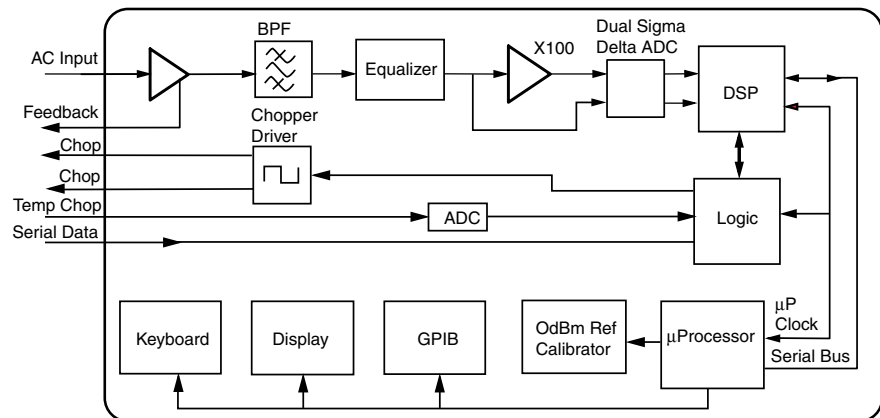 AC Input
BPF
Equalizer
X100
Dual Sigma
Delta ADC
DSP
Feedback
Chop
Chopper
Driver
Chop
Temp Chop
ADC
Logic
Serial Data
Keyboard
Display
GPIB
OdBm Ref
Calibrator
μProcessor
μP
Clock
Serial Bus